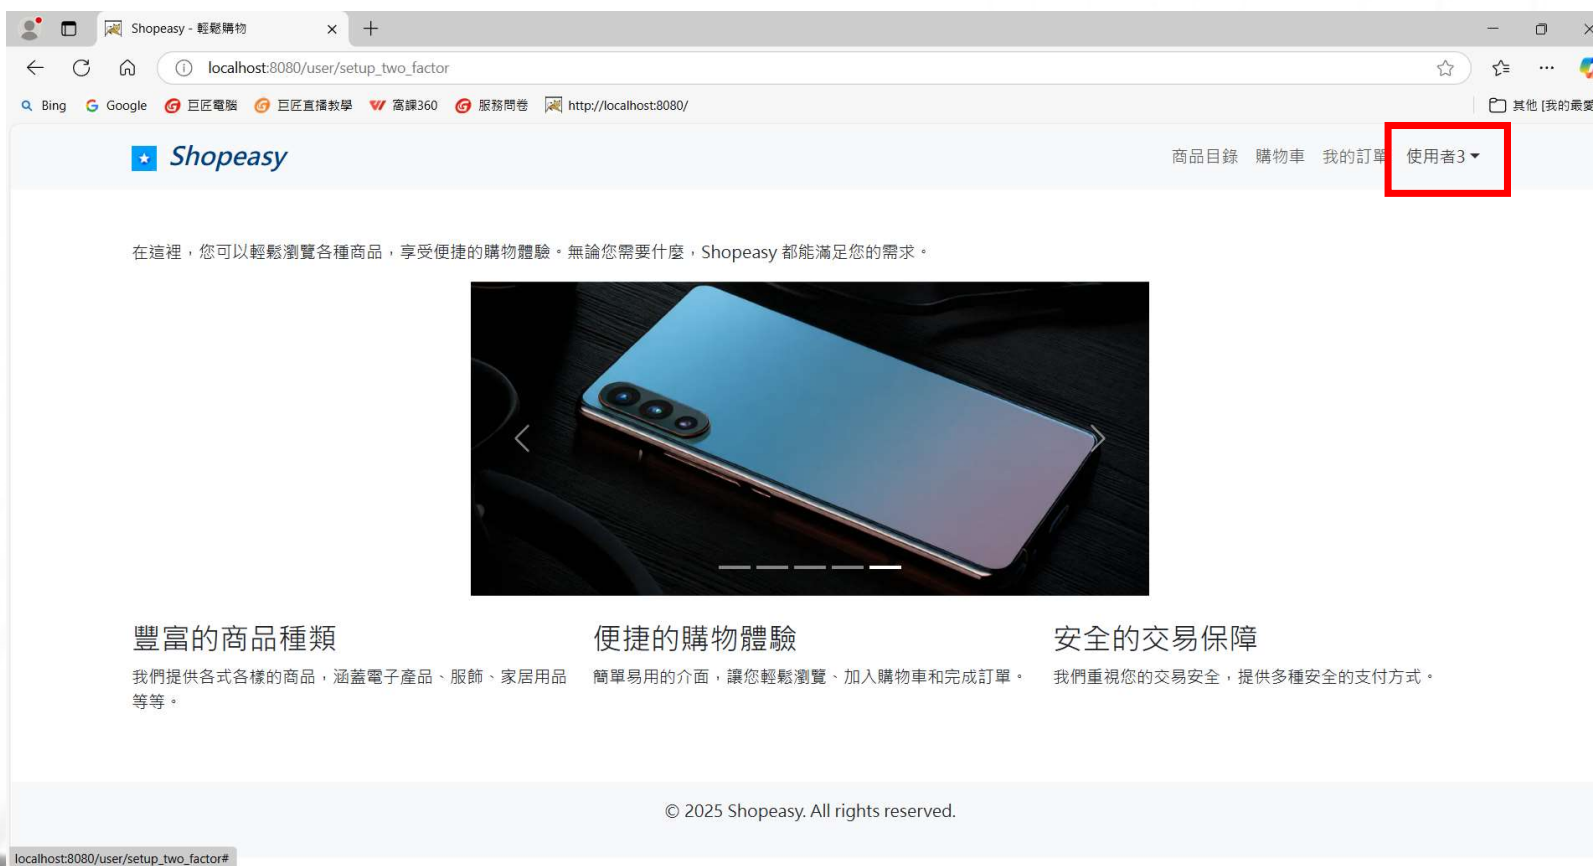 Shopeasy - 輕鬆購物
localhost:8080/user/setup_two_factor
Bing Google 巨匠電腦 巨匠直播教學 窩課360 服務問卷 http://localhost:8080/ 其他 [我的最愛
Shopeasy 商品目錄 購物車 我的訂單 使用者3
在這裡，您可以輕鬆瀏覽各種商品，享受便捷的購物體驗。無論您需要什麼，Shopeasy 都能滿足您的需求。
豐富的商品種類
我們提供各式各樣的商品，涵蓋電子產品、服飾、家居用品
等等。
便捷的購物體驗
簡單易用的介面，讓您輕鬆瀏覽、加入購物車和完成訂單。
安全的交易保障
我們重視您的交易安全，提供多種安全的支付方式。
© 2025 Shopeasy. All rights reserved.
localhost:8080/user/setup_two_factor#